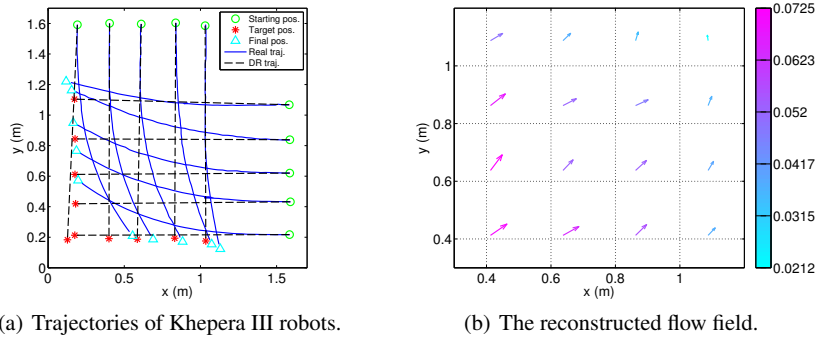 Starting pos.
Target pos.
Final pos.
Real traj.
DR traj.
1.6
1.4
1.2
1
0.8
0.6
0.4
0.2
0
y (m)
0 0.5 1 1.5
x (m)
1
0.8
0.6
0.4
y (m)
0.4 0.6 0.8 1
x (m)
0.0725
0.0623
0.052
0.0417
0.0315
0.0212
(a) Trajectories of Khepera III robots.
(b) The reconstructed flow field.